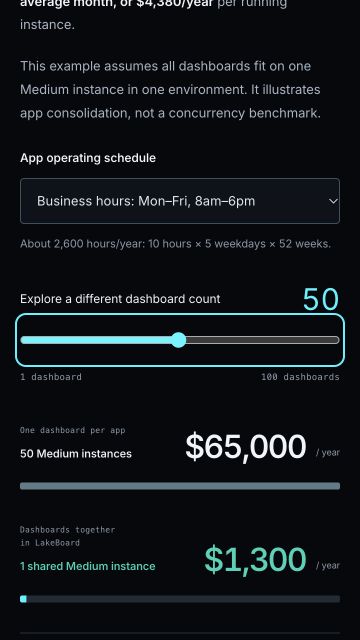 average month, or $4,380/year per running
instance.
This example assumes all dashboards fit on one
Medium instance in one environment. It illustrates
app consolidation, not a concurrency benchmark.
App operating schedule
Business hours: Mon–Fri, 8am–6pm
About 2,600 hours/year: 10 hours × 5 weekdays × 52 weeks.
Explore a different dashboard count 50
1 dashboard 100 dashboards
One dashboard per app
50 Medium instances $65,000 / year
Dashboards together
in LakeBoard
1 shared Medium instance $1,300 / year